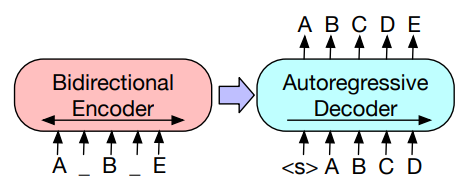 A B C D E
Bidirectional
Encoder
Autoregressive
Decoder
A _ B _ E
<s> A B C D